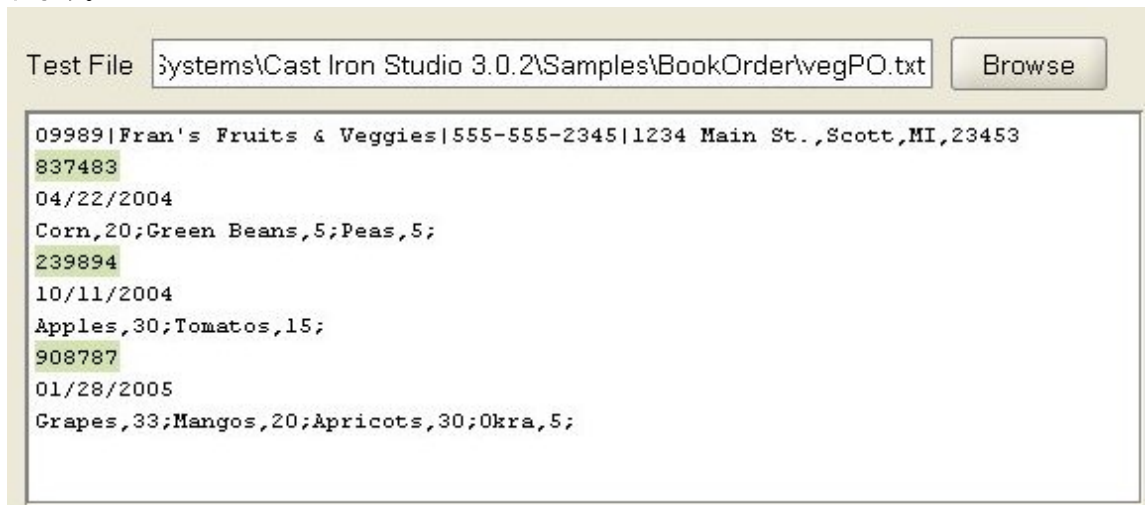 Test File Systems\Cast Iron Studio 3.0.2\Samples\BookOrder\vegPO.txt Browse
09989|Fran's Fruits & Veggies|555-555-2345|1234 Main St.,Scott,MI,23453
837483
04/22/2004
Corn,20;Green Beans,5;Peas,5;
239894
10/11/2004
Apples,30;Tomatos,15;
908787
01/28/2005
Grapes,33;Mangos,20;Apricots,30;Okra,5;